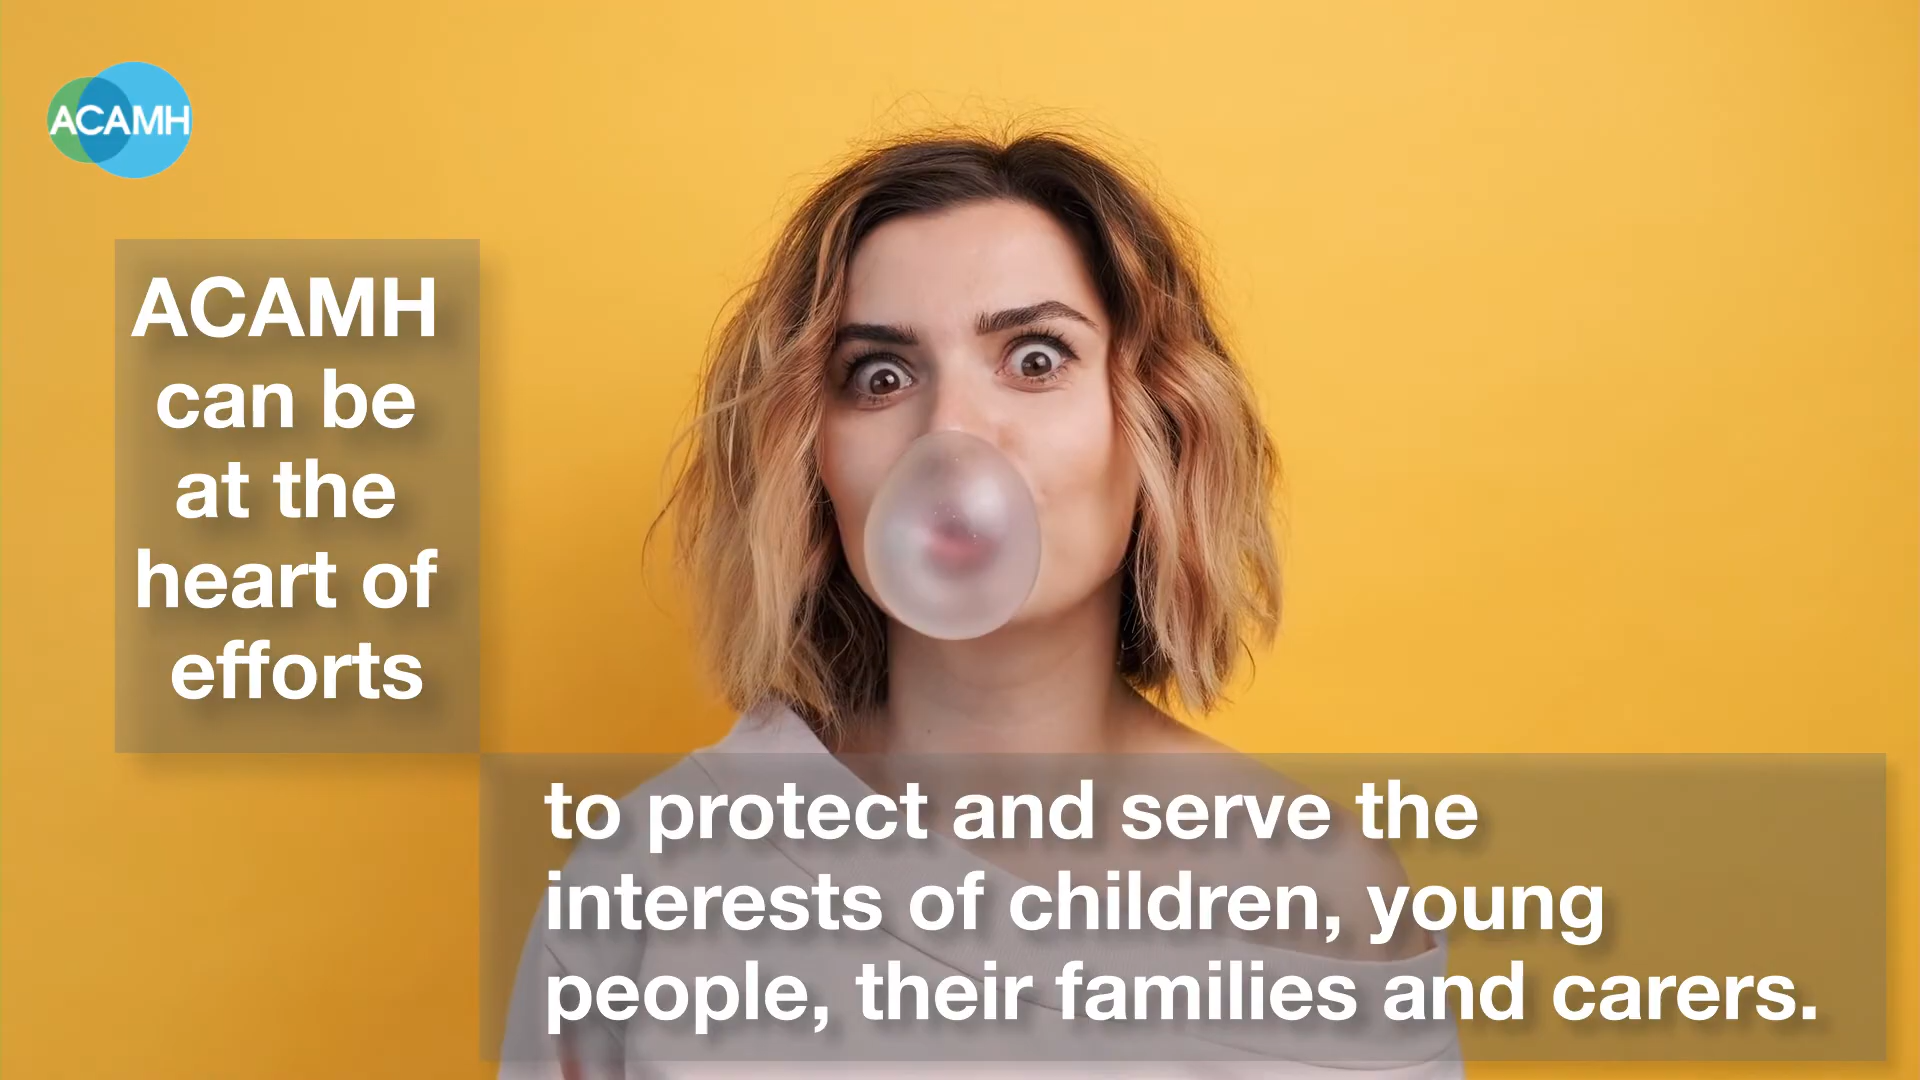 ACAMH
ACAMH
can be
at the
heart of
efforts
to protect and serve the
interests of children, young
people, their families and carers.